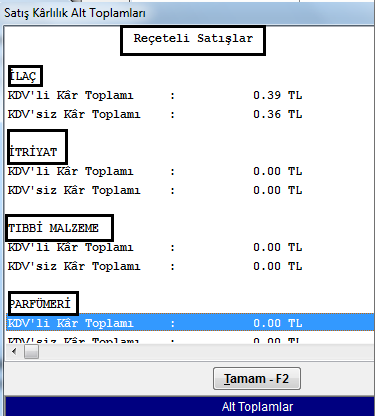 Satış Kârlılık Alt Toplamları
Reçeteli Satışlar
İLAÇ
KDV'li Kâr Toplamı : 0.39 TL
KDV'siz Kâr Toplamı : 0.36 TL
İTRİYAT
KDV'li Kâr Toplamı : 0.00 TL
KDV'siz Kâr Toplamı : 0.00 TL
TIBBİ MALZEME
KDV'li Kâr Toplamı : 0.00 TL
KDV'siz Kâr Toplamı : 0.00 TL
PARFÜMERİ
KDV'li Kâr Toplamı : 0.00 TL
KDV'siz Kâr Toplamı : 0.00 TL
Tamam - F2
Alt Toplamlar